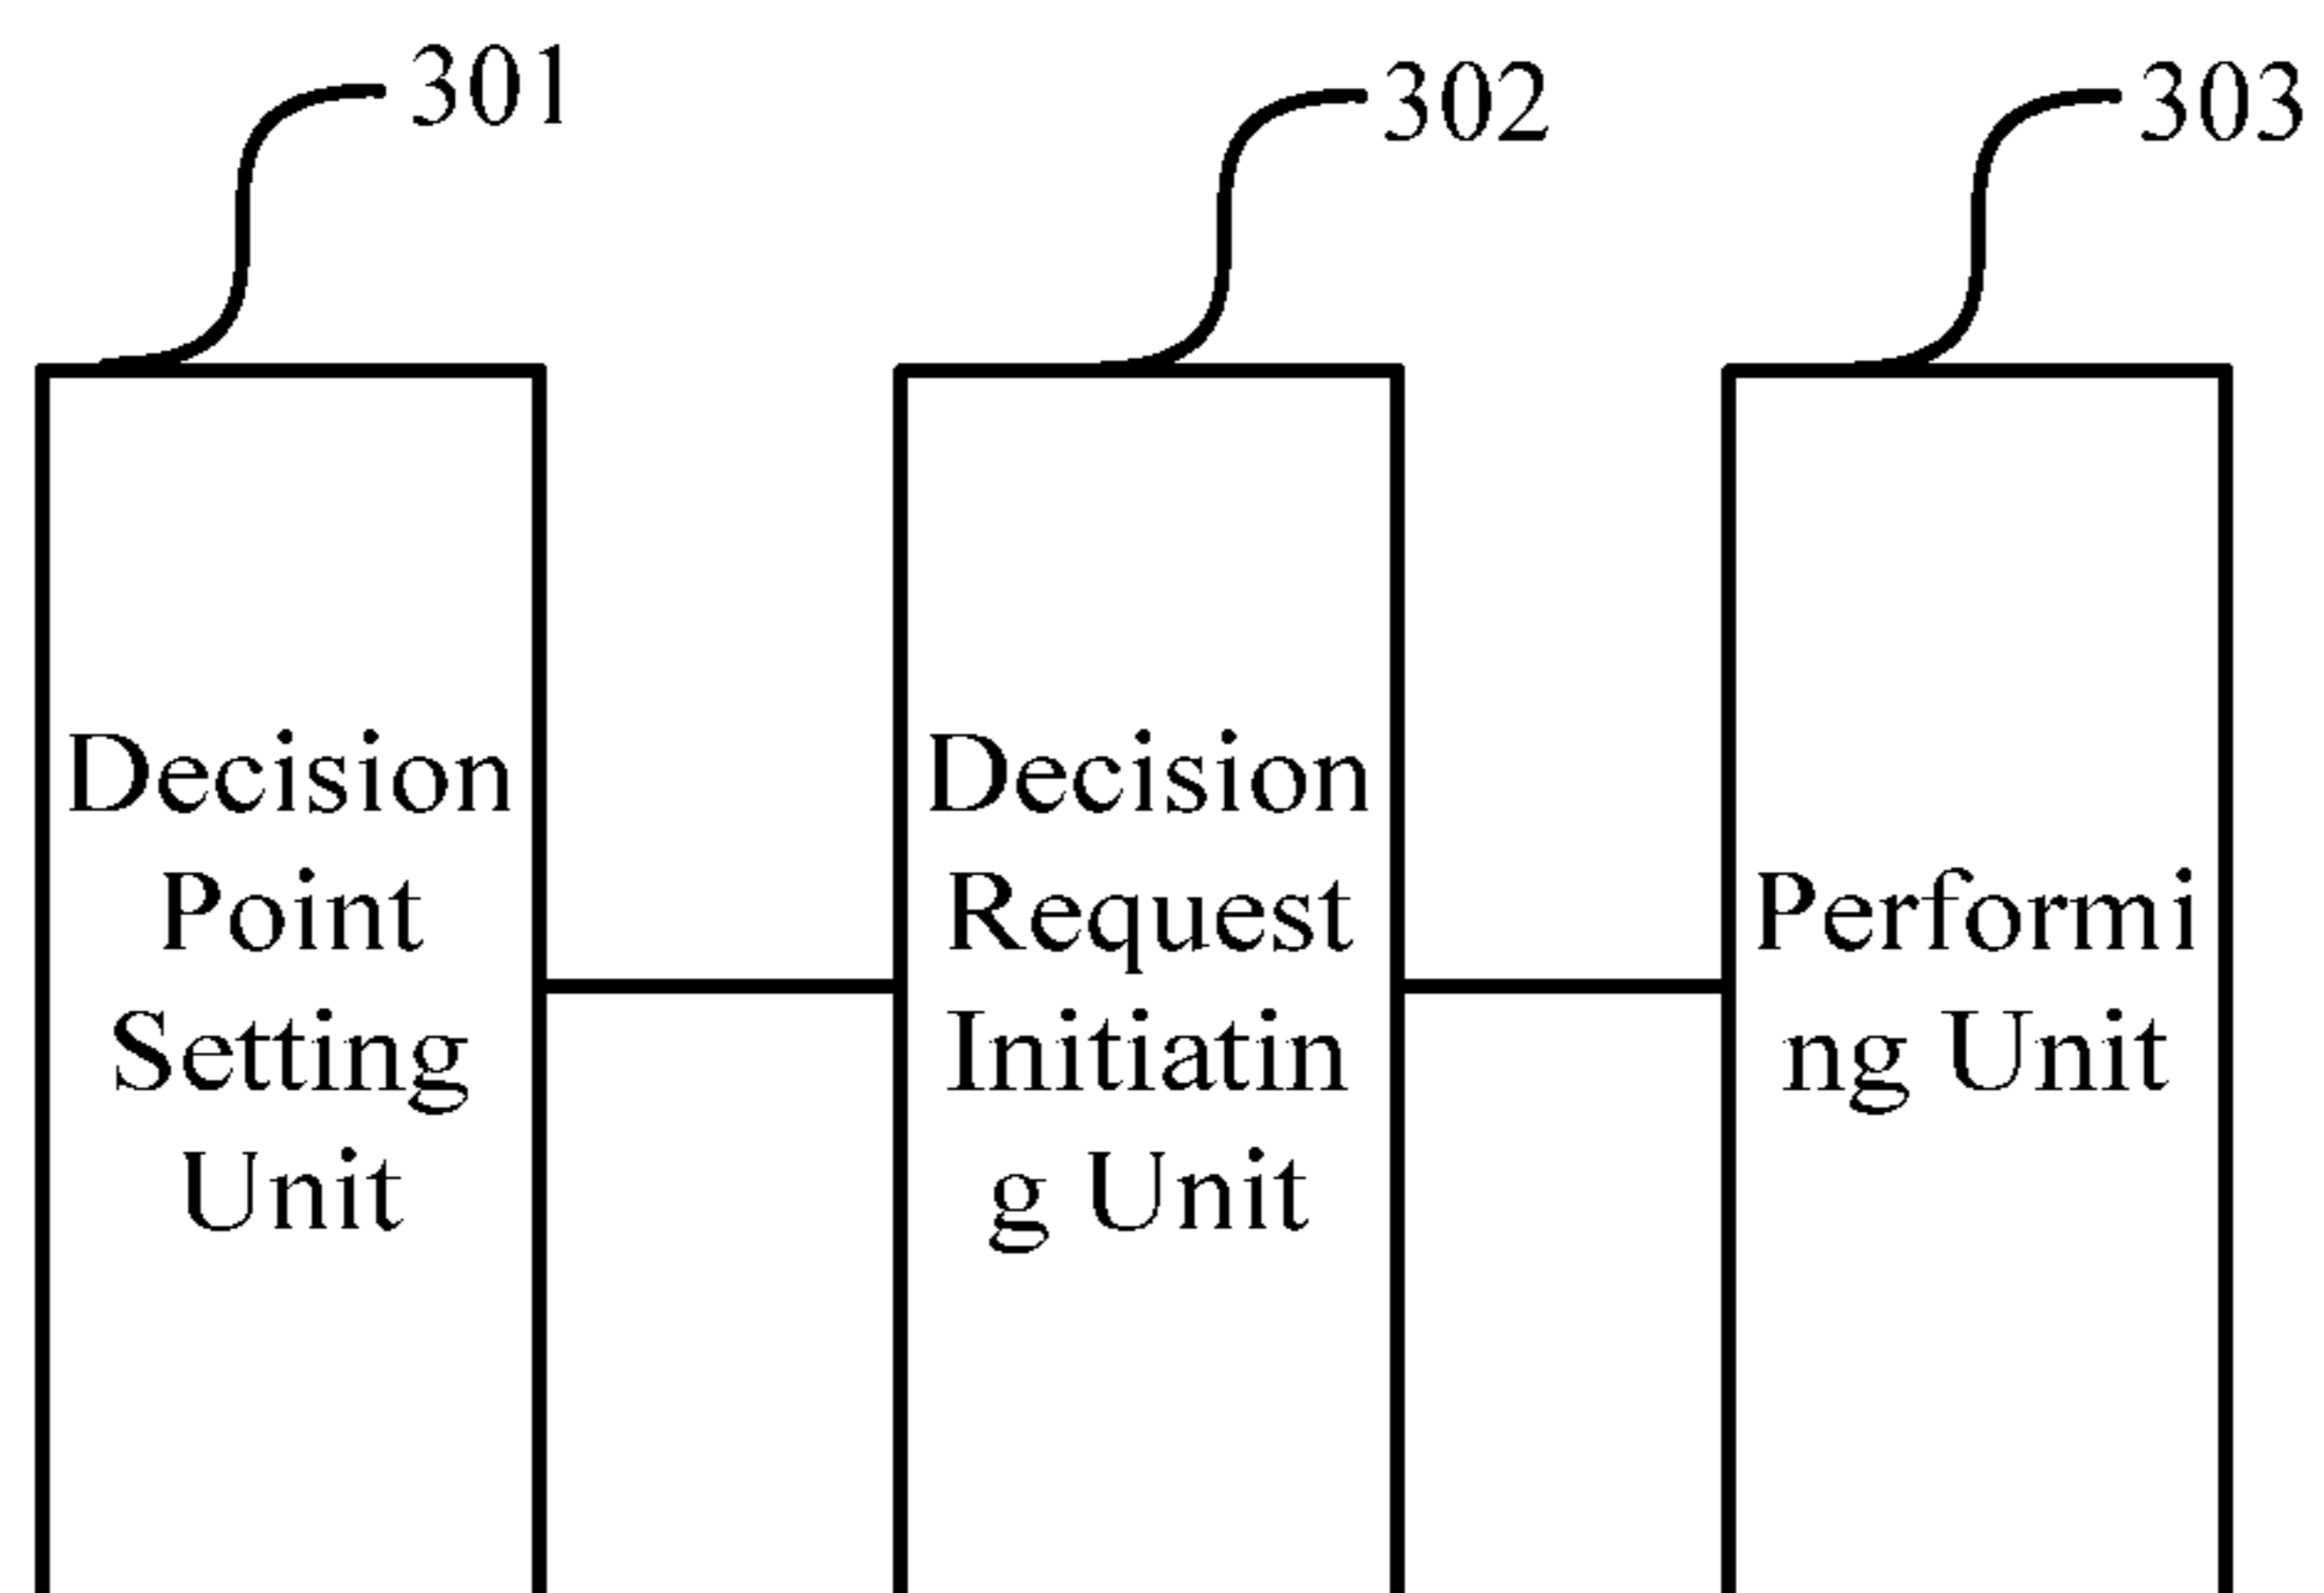 301
302
303
Decision
Point
Setting
Unit
Decision
Request
Initiatin
g Unit
Performi
ng Unit